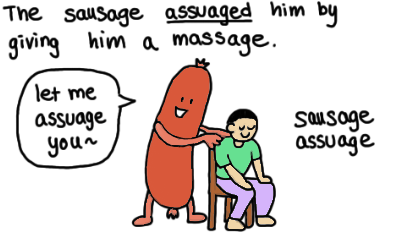 The sausage assuaged him by
giving him a massage.
let me
assuage
you~
sausage
assuage